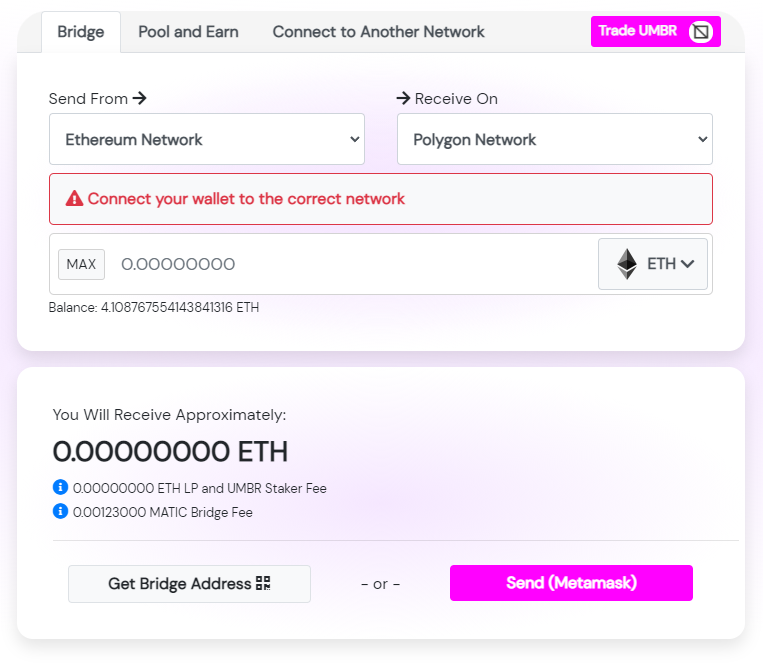 Bridge Pool and Earn Connect to Another Network Trade UMBR
Send From → → Receive On
Ethereum Network Polygon Network
Connect your wallet to the correct network
MAX 0.00000000 ETH
Balance: 4.108767554143841316 ETH
You Will Receive Approximately:
0.00000000 ETH
0.00000000 ETH LP and UMBR Staker Fee
0.00123000 MATIC Bridge Fee
Get Bridge Address - or - Send (Metamask)